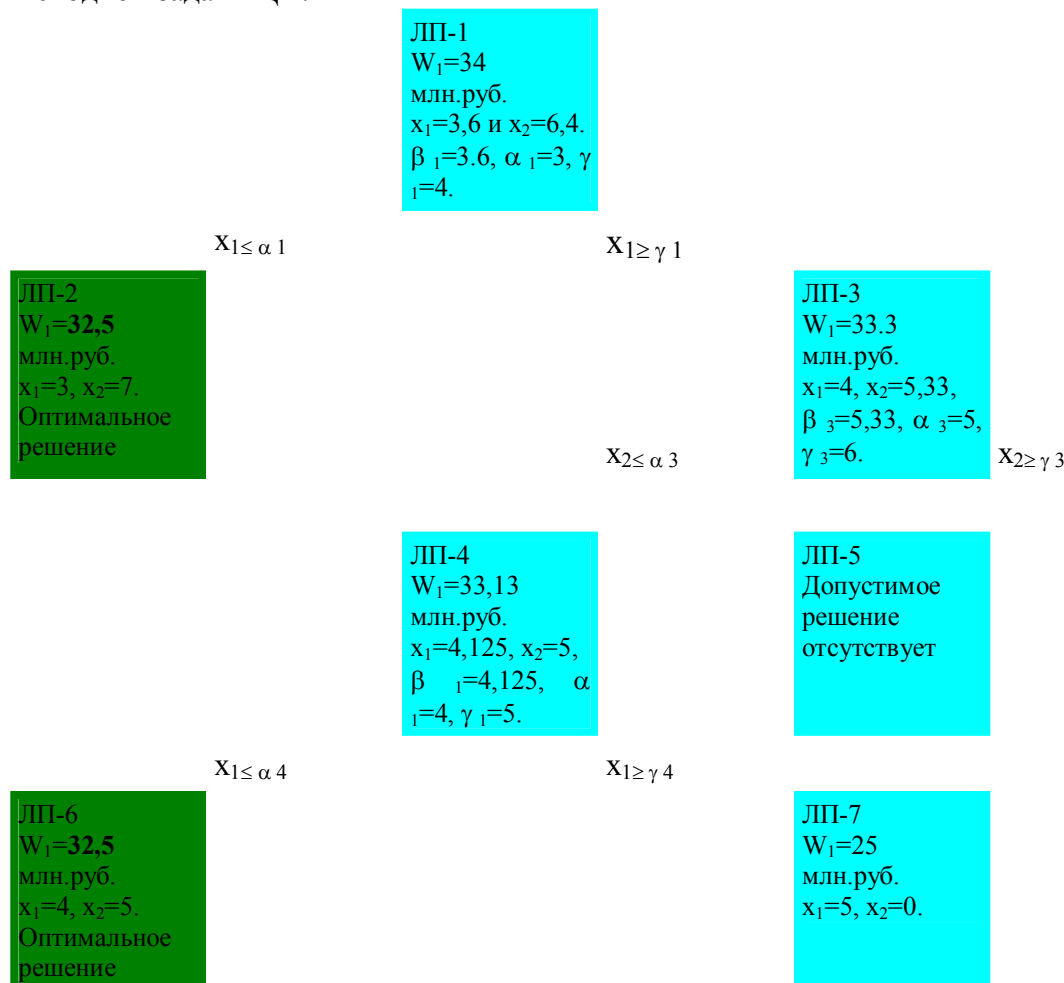 ЛП-1
W₁=34
млн.руб.
x₁=3,6 и x₂=6,4.
β ₁=3.6, α ₁=3, γ
₁=4.
x₁≤ α ₁
x₁≥ γ ₁
ЛП-2
W₁=32,5
млн.руб.
x₁=3, x₂=7.
Оптимальное
решение
ЛП-3
W₁=33.3
млн.руб.
x₁=4, x₂=5,33,
β ₃=5,33, α ₃=5,
γ ₃=6.
x₂≤ α ₃
x₂≥ γ ₃
ЛП-4
W₁=33,13
млн.руб.
x₁=4,125, x₂=5,
β ₁=4,125, α
₁=4, γ ₁=5.
ЛП-5
Допустимое
решение
отсутствует
x₁≤ α ₄
x₁≥ γ ₄
ЛП-6
W₁=32,5
млн.руб.
x₁=4, x₂=5.
Оптимальное
решение
ЛП-7
W₁=25
млн.руб.
x₁=5, x₂=0.